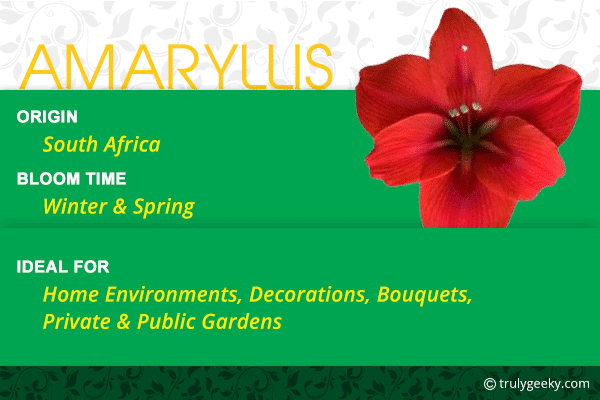 AMARYLLIS
ORIGIN
South Africa
BLOOM TIME
Winter & Spring
IDEAL FOR
Home Environments, Decorations, Bouquets,
Private & Public Gardens
© trulygeeky.com